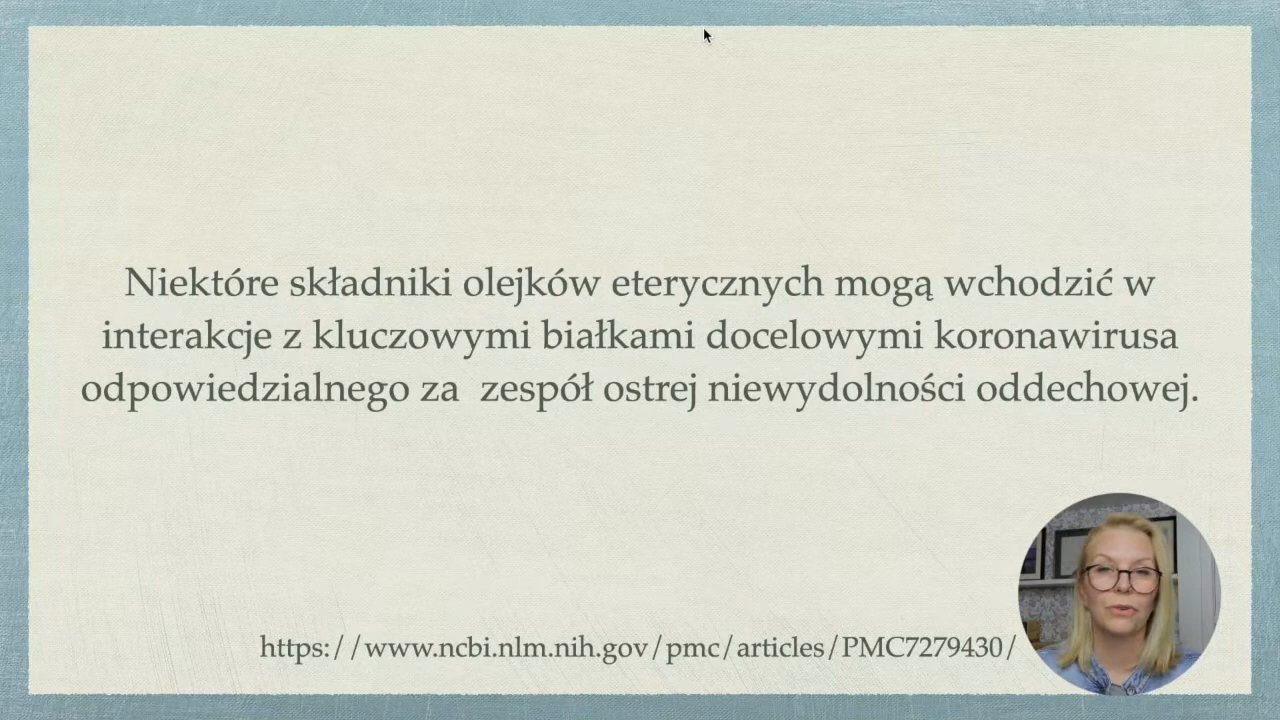 Niektóre składniki olejków eterycznych mogą wchodzić w
interakcje z kluczowymi białkami docelowymi koronawirusa
odpowiedzialnego za  zespół ostrej niewydolności oddechowej.
https://www.ncbi.nlm.nih.gov/pmc/articles/PMC7279430/